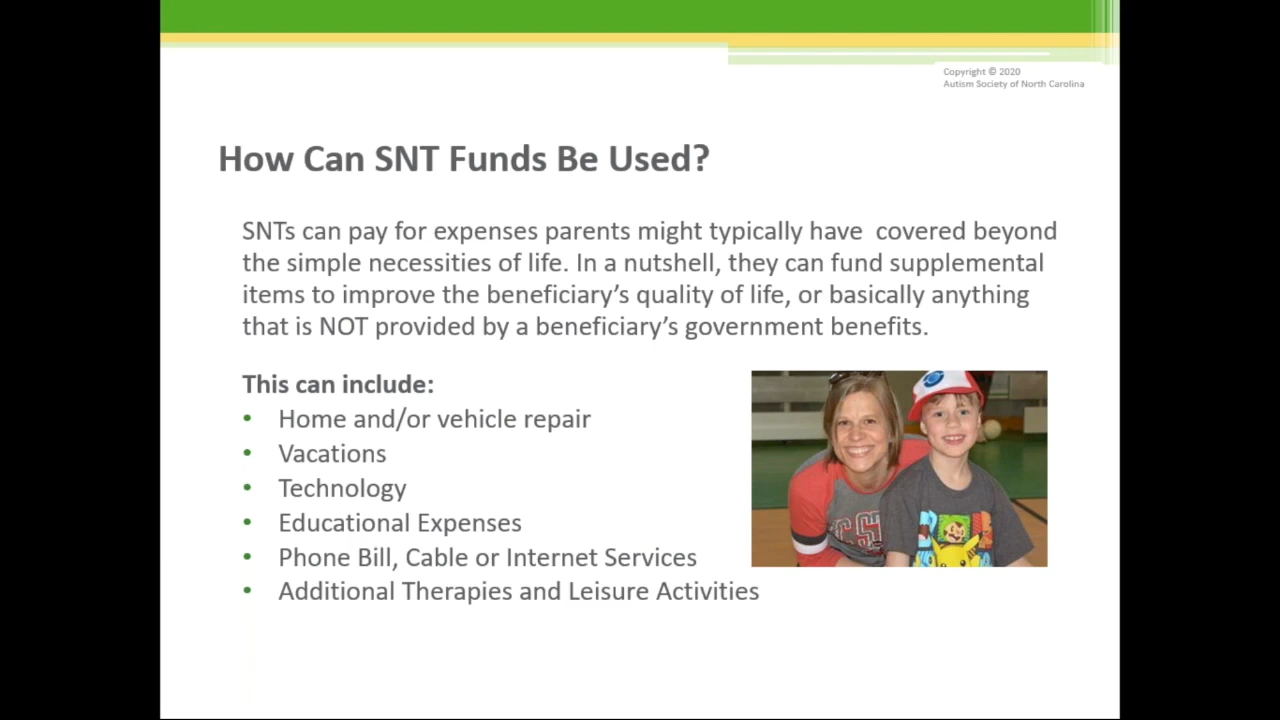 Copyright © 2020
Autism Society of North Carolina
How Can SNT Funds Be Used?
SNTs can pay for expenses parents might typically have  covered beyond
the simple necessities of life. In a nutshell, they can fund supplemental
items to improve the beneficiary’s quality of life, or basically anything
that is NOT provided by a beneficiary’s government benefits.
This can include:
• Home and/or vehicle repair
• Vacations
• Technology
• Educational Expenses
• Phone Bill, Cable or Internet Services
• Additional Therapies and Leisure Activities